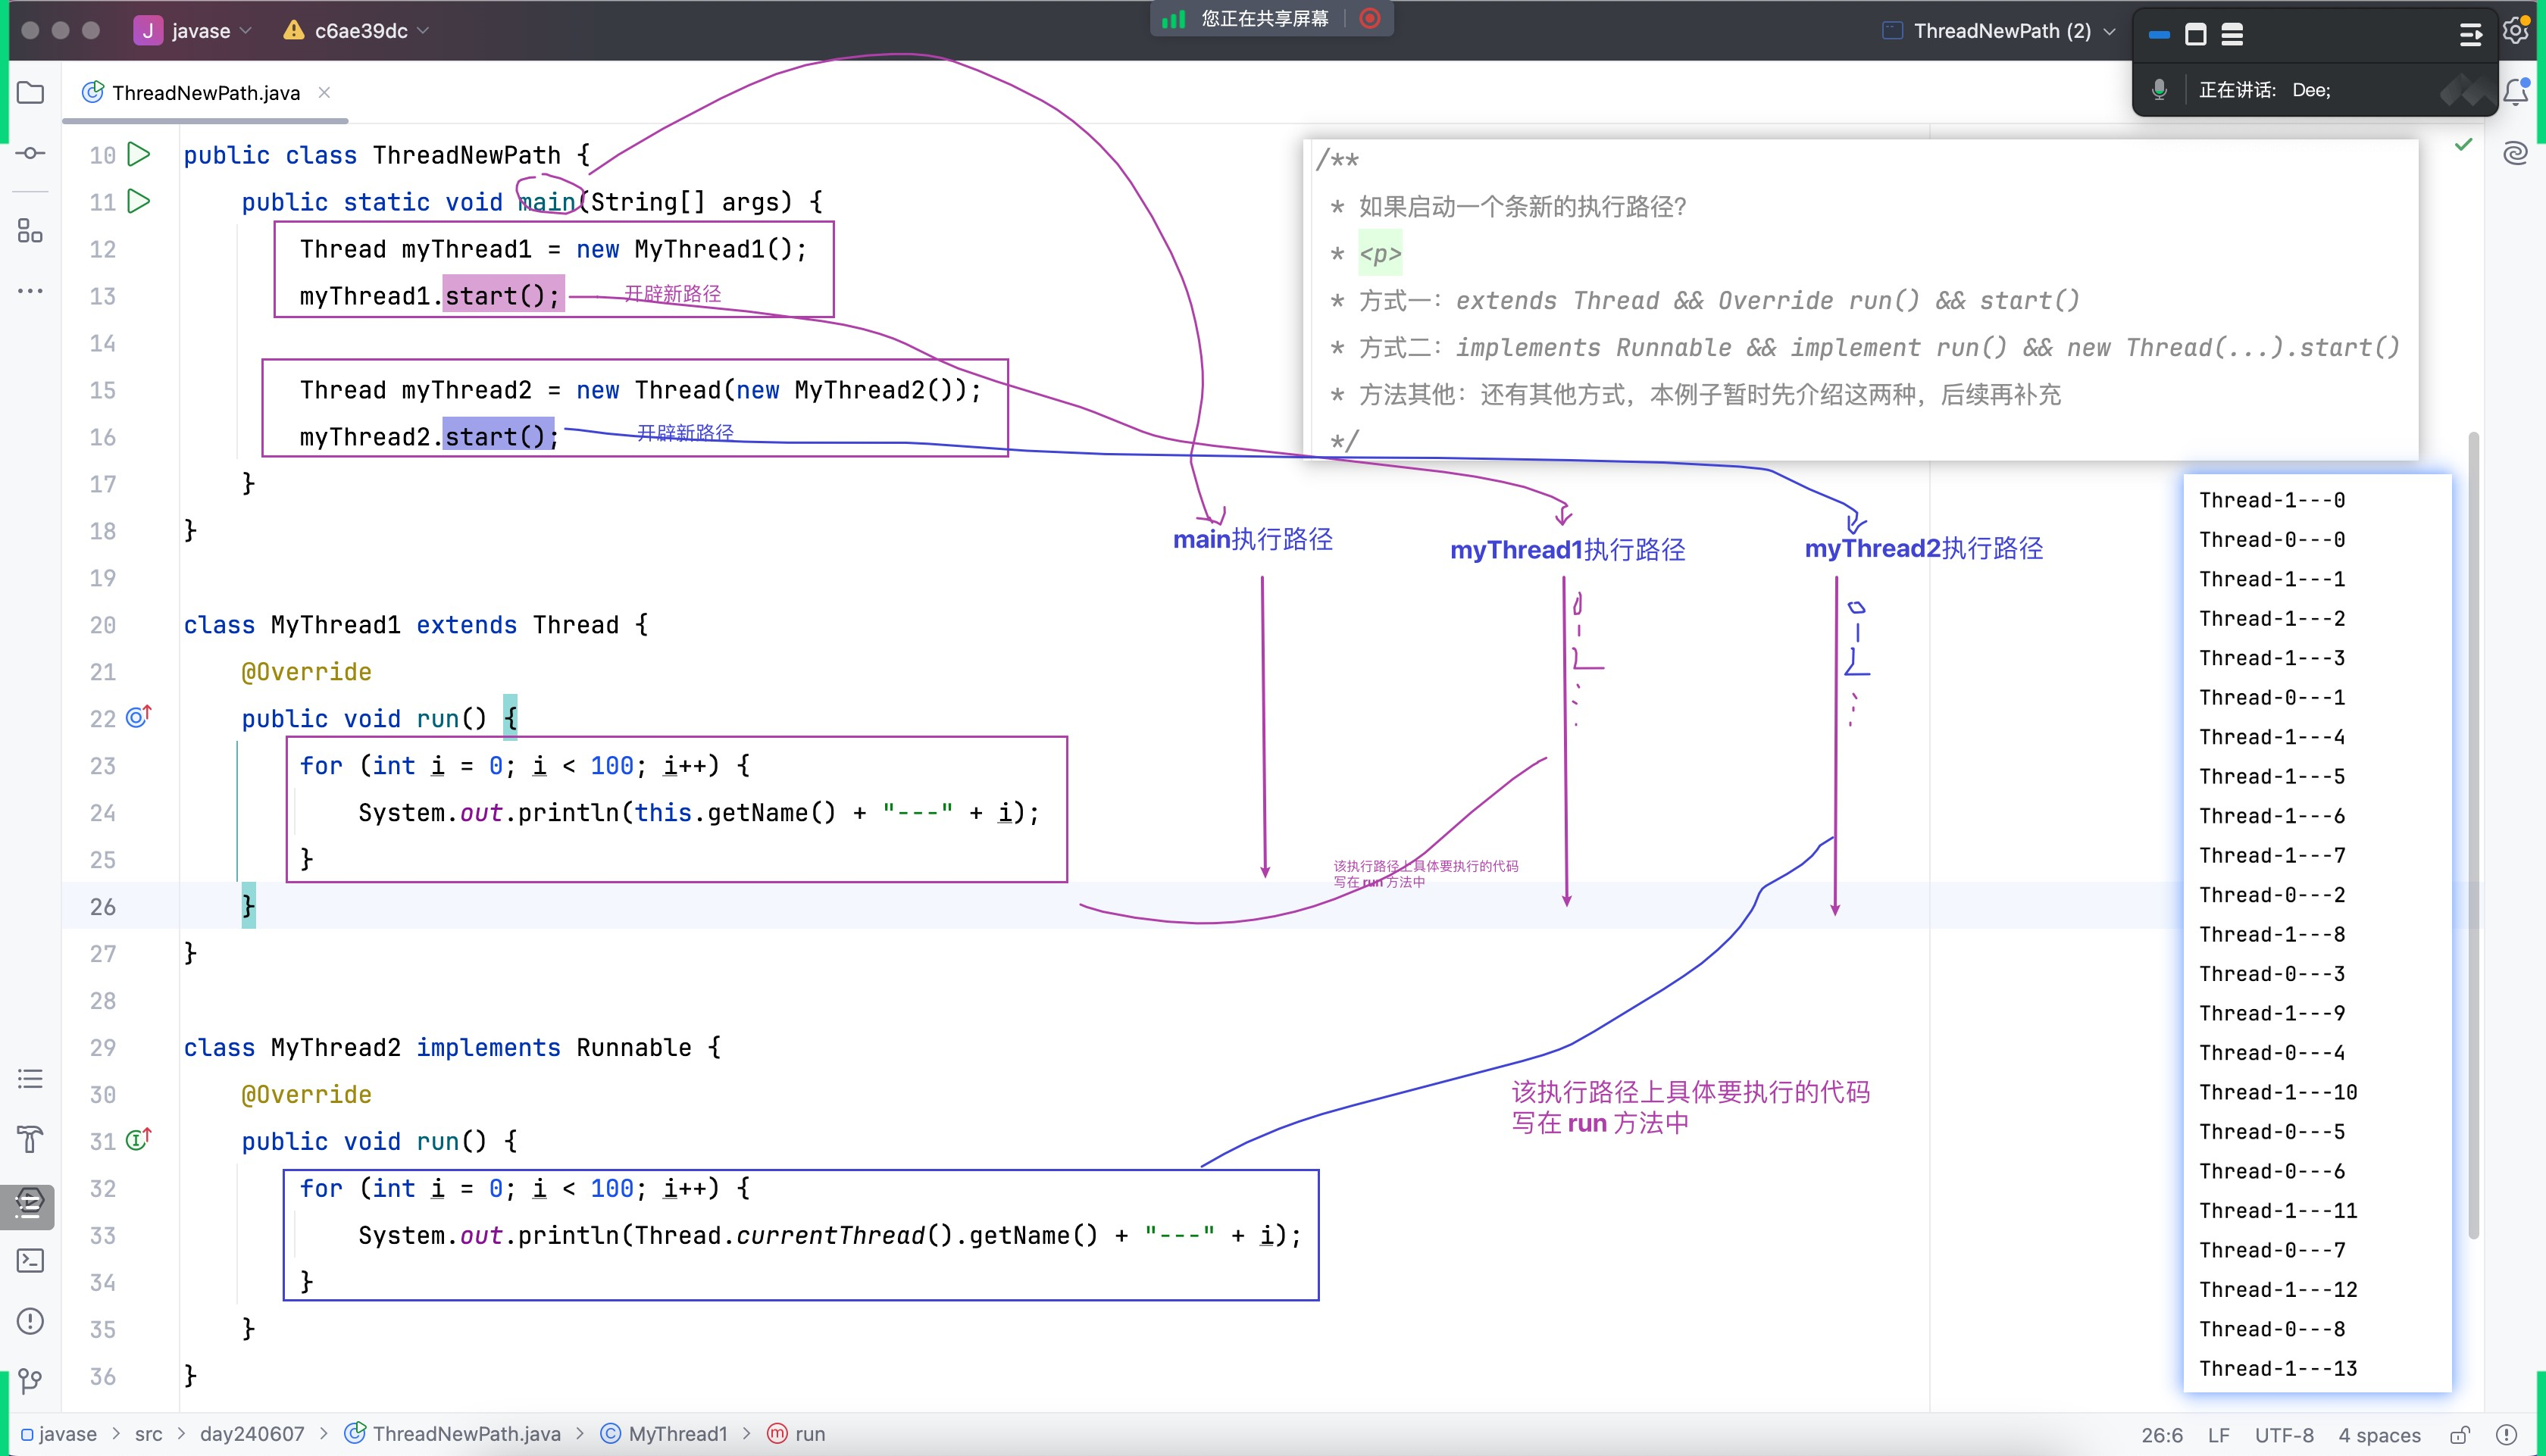 J javase c6ae39dc
您正在共享屏幕
ThreadNewPath (2)
正在讲话: Dee;
ThreadNewPath.java
10 public class ThreadNewPath {
11 public static void main(String[] args) {
12 Thread myThread1 = new MyThread1();
13 myThread1.start(); 开辟新路径
14
15 Thread myThread2 = new Thread(new MyThread2());
16 myThread2.start(); 开辟新路径
17 }
18 }
19
20 class MyThread1 extends Thread {
21 @Override
22 public void run() {
23 for (int i = 0; i < 100; i++) {
24 System.out.println(this.getName() + "---" + i);
25 }
26 }
27 }
28
29 class MyThread2 implements Runnable {
30 @Override
31 public void run() {
32 for (int i = 0; i < 100; i++) {
33 System.out.println(Thread.currentThread().getName() + "---" + i);
34 }
35 }
36 }
/**
* 如果启动一个条新的执行路径?
* <p>
* 方式一: extends Thread && Override run() && start()
* 方式二: implements Runnable && implement run() && new Thread(...).start()
* 方法其他: 还有其他方式, 本例子暂时先介绍这两种, 后续再补充
*/
main执行路径
myThread1执行路径
myThread2执行路径
0
1
2
0
1
2
该执行路径上具体要执行的代码
写在 run 方法中
该执行路径上具体要执行的代码
写在 run 方法中
Thread-1---0
Thread-0---0
Thread-1---1
Thread-1---2
Thread-1---3
Thread-0---1
Thread-1---4
Thread-1---5
Thread-1---6
Thread-1---7
Thread-0---2
Thread-1---8
Thread-0---3
Thread-1---9
Thread-0---4
Thread-1---10
Thread-0---5
Thread-0---6
Thread-1---11
Thread-0---7
Thread-1---12
Thread-0---8
Thread-1---13
javase > src > day240607 > ThreadNewPath.java > MyThread1 > run
26:6 LF UTF-8 4 spaces